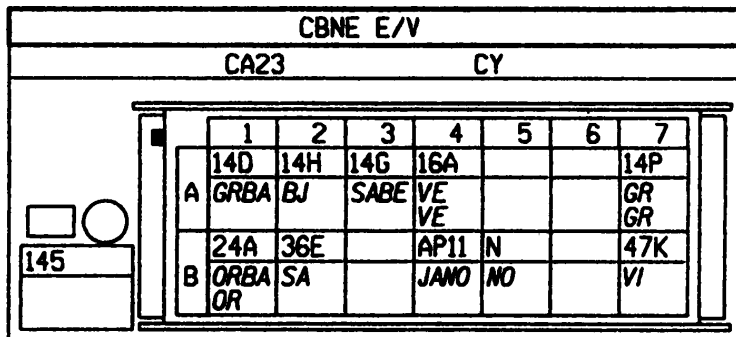 CBNE E/V
CA23 CY
1 2 3 4 5 6 7
14D 14H 14G 16A 14P
A GRBA BJ SABE VE GR
VE GR
24A 36E AP11 N 47K
145
B ORBA SA JANO NO VI
OR